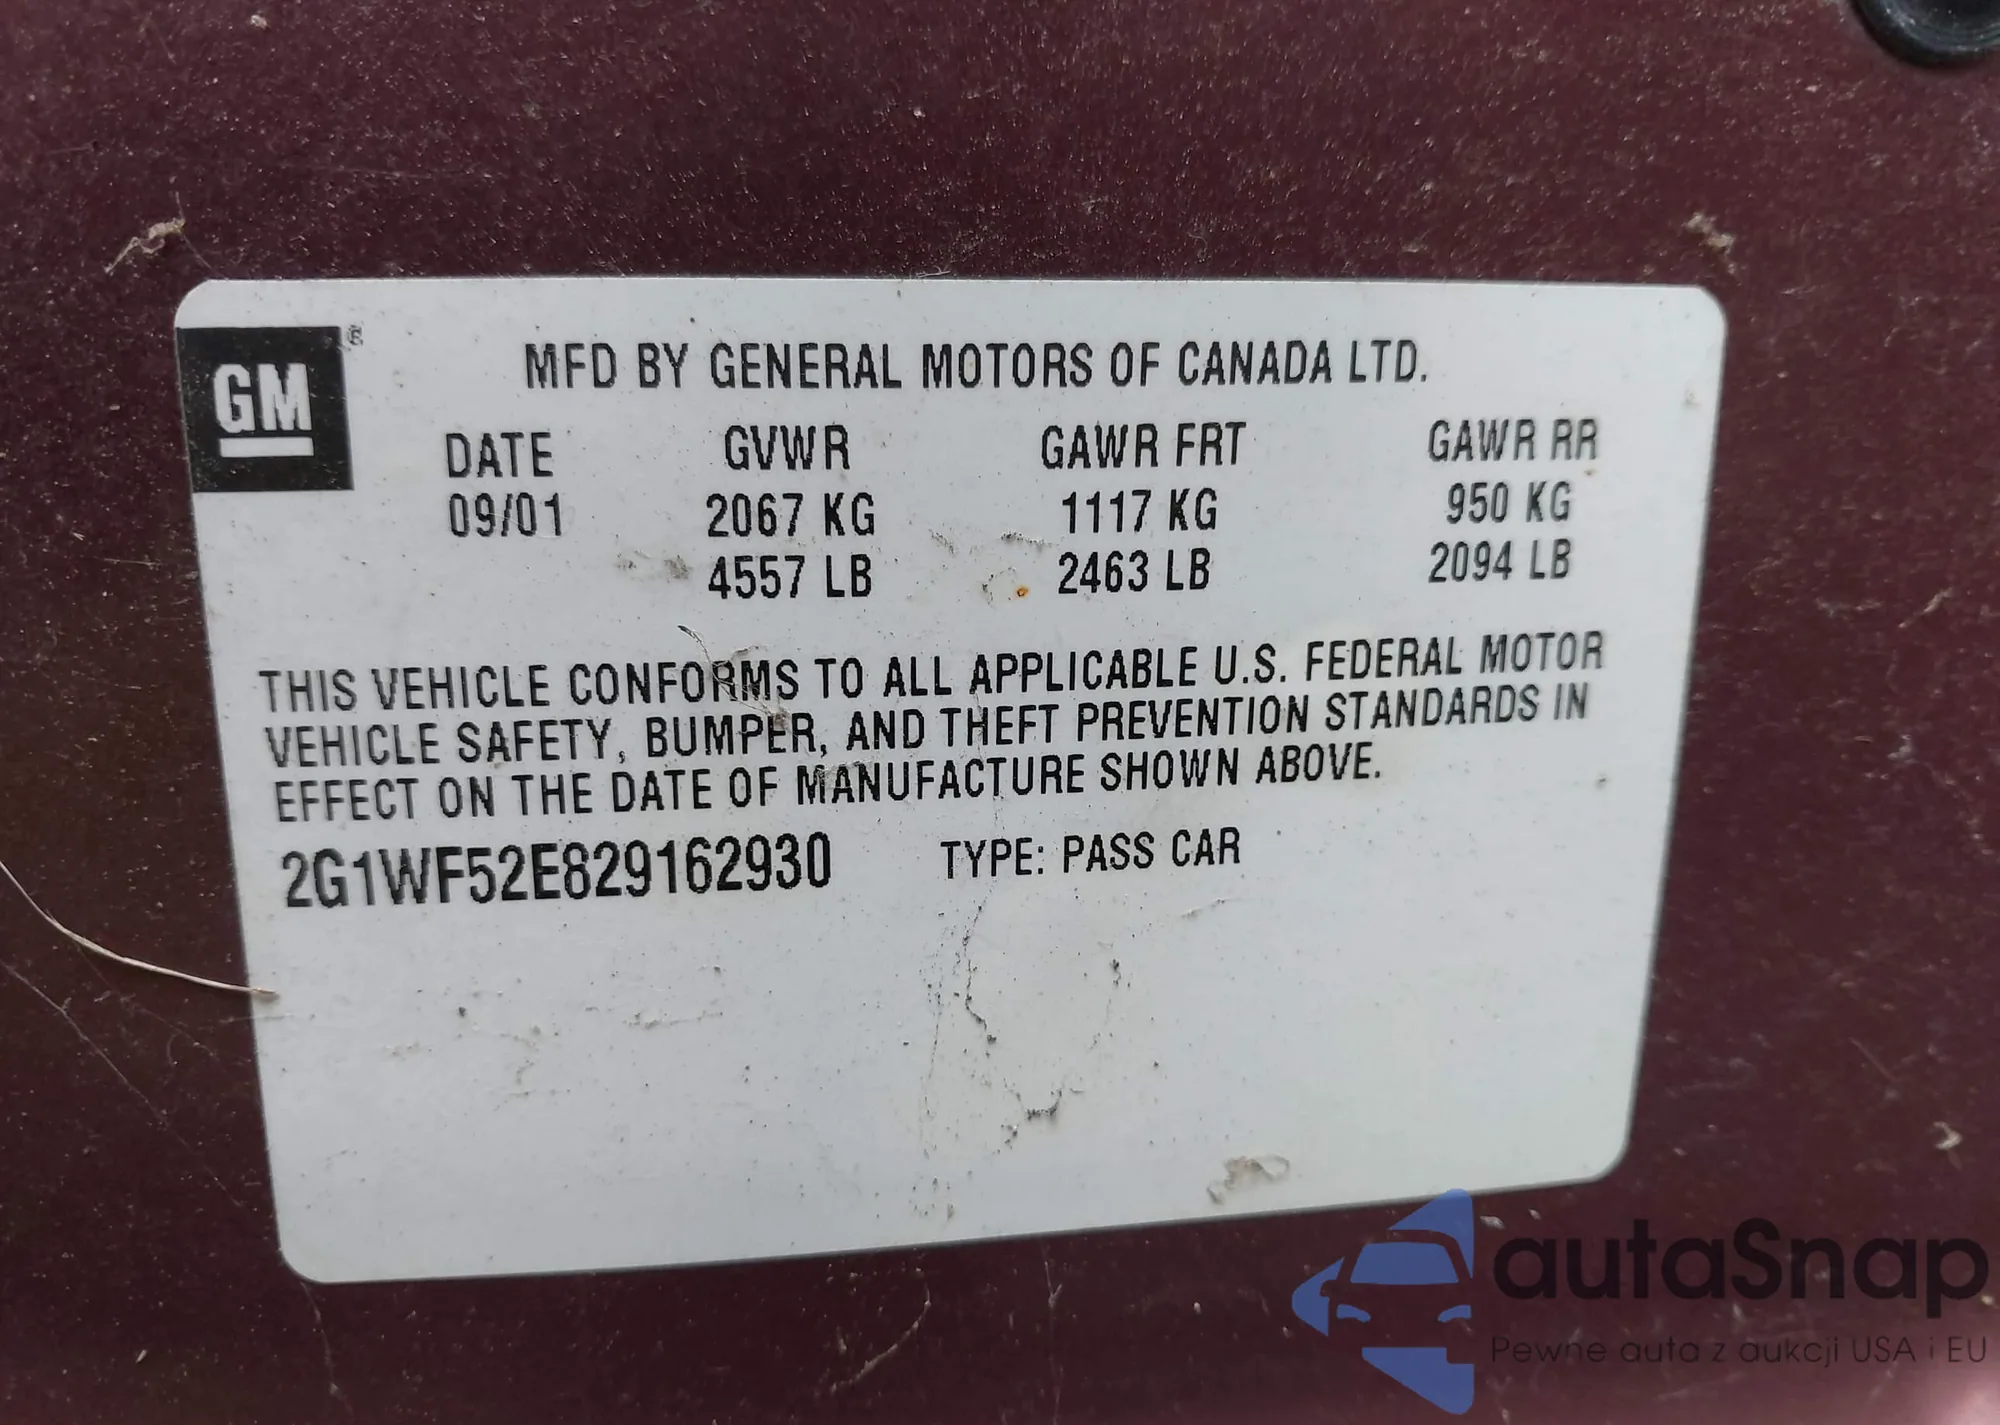 GM ®
MFD BY GENERAL MOTORS OF CANADA LTD.
DATE GVWR GAWR FRT GAWR RR
09/01 2067 KG 1117 KG 950 KG
4557 LB 2463 LB 2094 LB
THIS VEHICLE CONFORMS TO ALL APPLICABLE U.S. FEDERAL MOTOR
VEHICLE SAFETY, BUMPER, AND THEFT PREVENTION STANDARDS IN
EFFECT ON THE DATE OF MANUFACTURE SHOWN ABOVE.
2G1WF52E829162930 TYPE: PASS CAR
autaSnap
Pewne auta z aukcji USA i EU